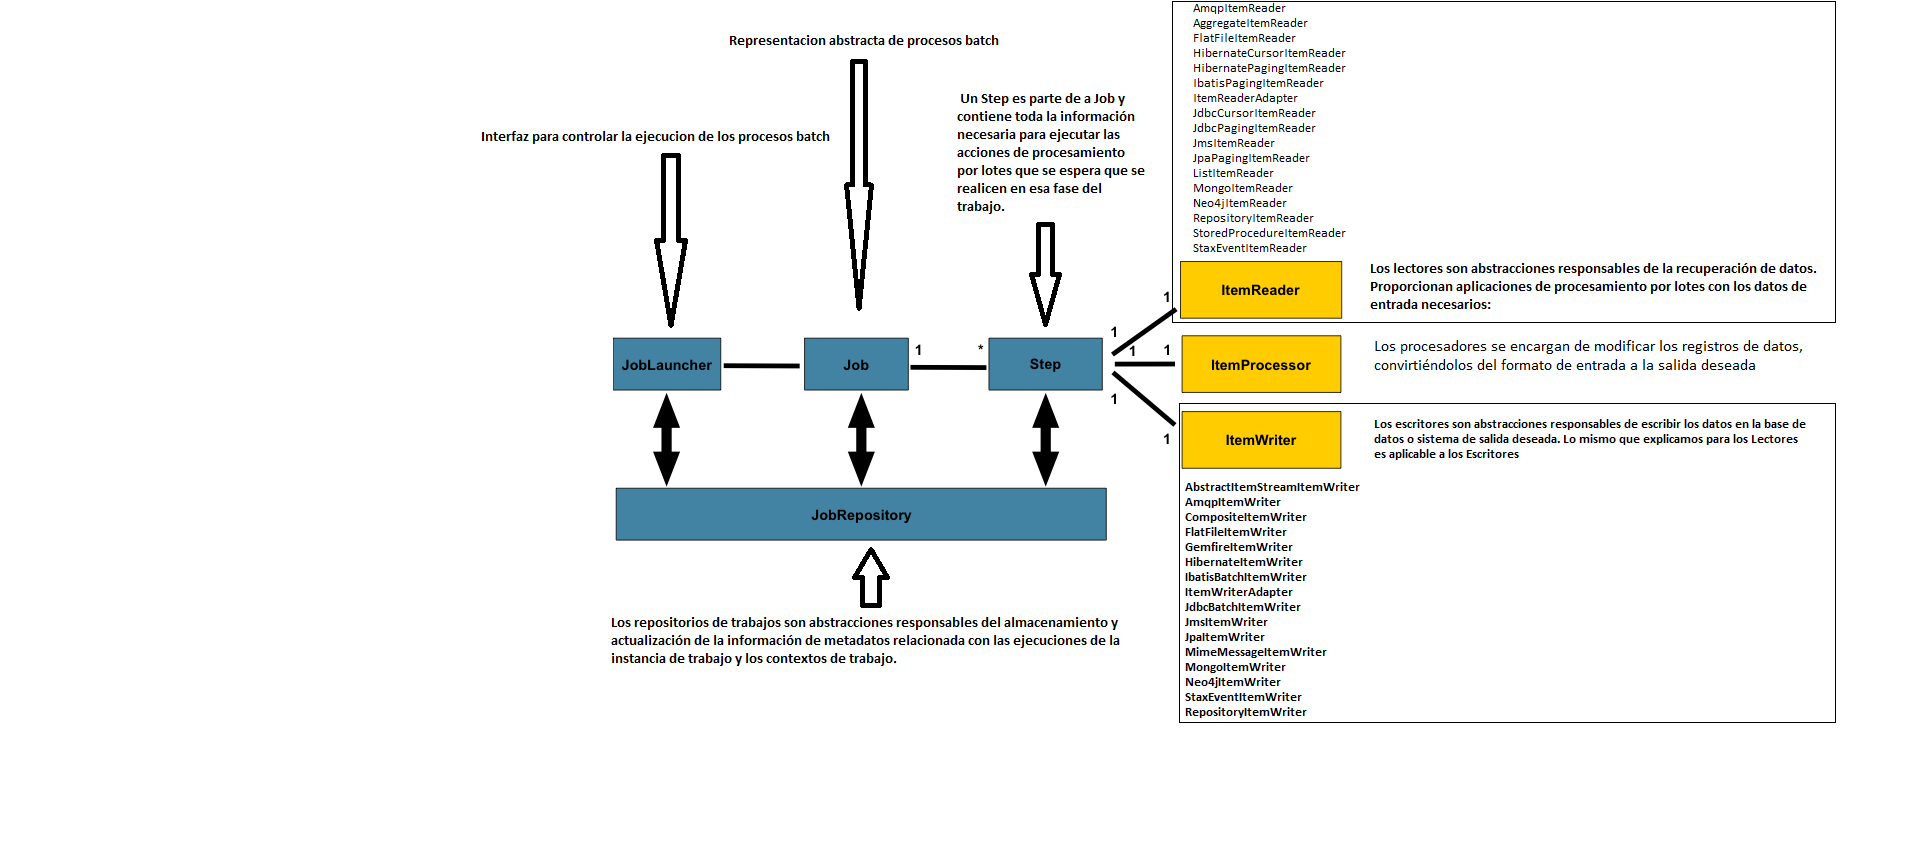 Representacion abstracta de procesos batch
Interfaz para controlar la ejecucion de los procesos batch
Un Step es parte de a Job y
contiene toda la información
necesaria para ejecutar las
acciones de procesamiento
por lotes que se espera que se
realicen en esa fase del
trabajo.
AmqpItemReader
AggregateItemReader
FlatFileItemReader
HibernateCursorItemReader
HibernatePagingItemReader
IbatisPagingItemReader
ItemReaderAdapter
JdbcCursorItemReader
JdbcPagingItemReader
JmsItemReader
JpaPagingItemReader
ListItemReader
MongoItemReader
Neo4jItemReader
RepositoryItemReader
StoredProcedureItemReader
StaxEventItemReader
ItemReader
Los lectores son abstracciones responsables de la recuperación de datos.
Proporcionan aplicaciones de procesamiento por lotes con los datos de
entrada necesarios:
JobLauncher
Job
1
*
Step
1
1
1
1
1
1
ItemProcessor
Los procesadores se encargan de modificar los registros de datos,
convirtiéndolos del formato de entrada a la salida deseada
ItemWriter
Los escritores son abstracciones responsables de escribir los datos en la base de
datos o sistema de salida deseada. Lo mismo que explicamos para los Lectores
es aplicable a los Escritores
AbstractItemStreamItemWriter
AmqpItemWriter
CompositeItemWriter
FlatFileItemWriter
GemfireItemWriter
HibernateItemWriter
IbatisBatchItemWriter
ItemWriterAdapter
JdbcBatchItemWriter
JmsItemWriter
JpaItemWriter
MimeMessageItemWriter
MongoItemWriter
Neo4jItemWriter
StaxEventItemWriter
RepositoryItemWriter
JobRepository
Los repositorios de trabajos son abstracciones responsables del almacenamiento y
actualización de la información de metadatos relacionada con las ejecuciones de la
instancia de trabajo y los contextos de trabajo.